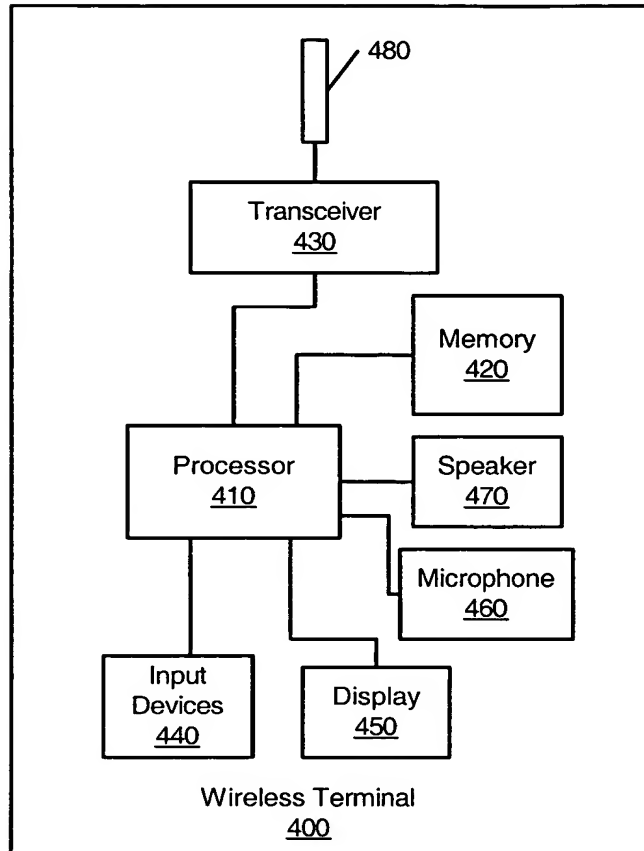 480
Transceiver
430
Memory
420
Processor
410
Speaker
470
Microphone
460
Input
Devices
440
Display
450
Wireless Terminal
400